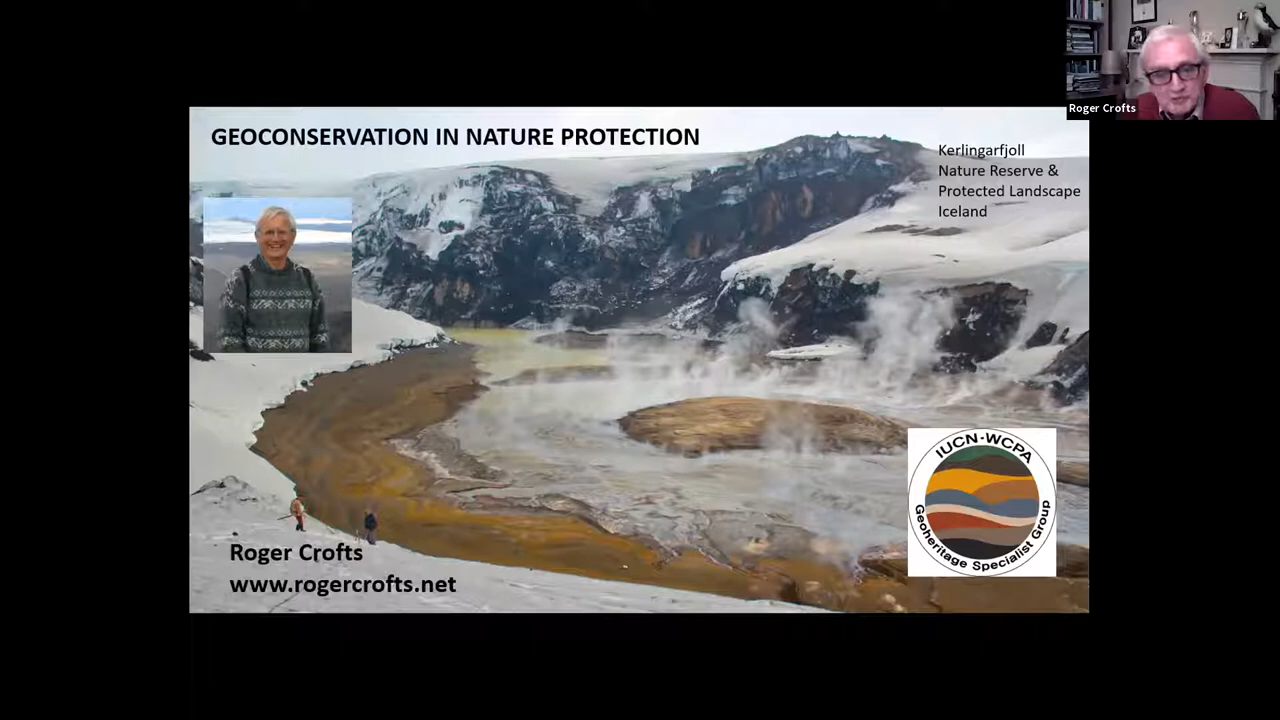 Roger Crofts
GEOCONSERVATION IN NATURE PROTECTION
Kerlingarfjoll
Nature Reserve &
Protected Landscape
Iceland
IUCN-WCPA
Geoheritage Specialist Group
Roger Crofts
www.rogercrofts.net